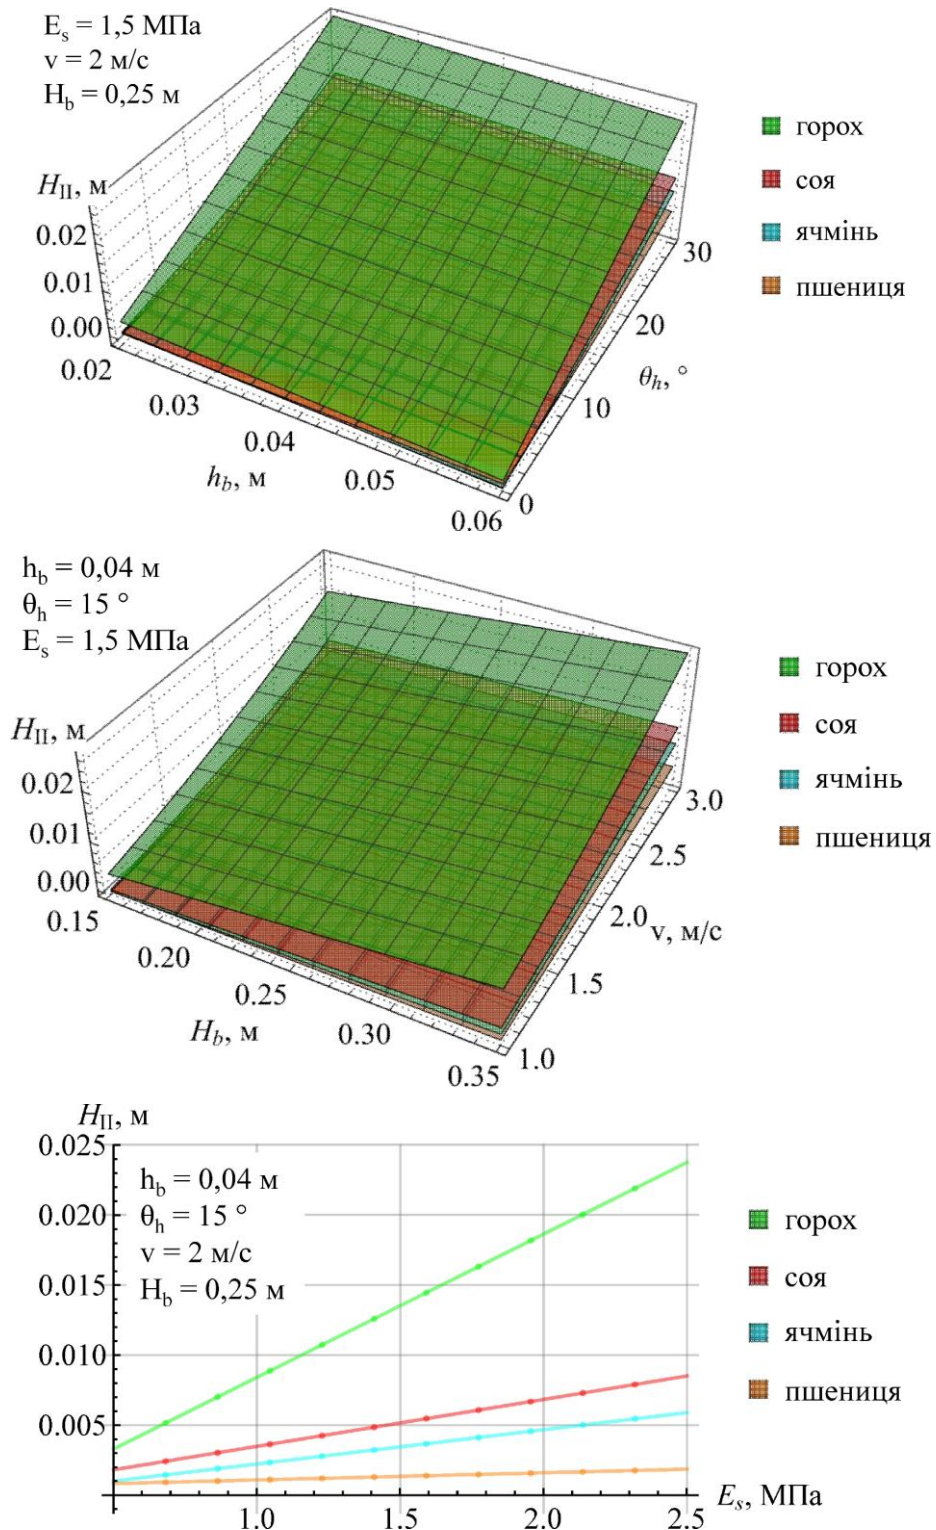 E_s = 1,5 МПа
v = 2 м/с
H_b = 0,25 м
H_II, м
0.02
0.01
0.00
0.02
0.03
0.04
0.05
0.06
h_b, м
0
10
20
30
θ_h, °
горох
соя
ячмінь
пшениця
h_b = 0,04 м
θ_h = 15 °
E_s = 1,5 МПа
H_II, м
0.02
0.01
0.00
0.15
0.20
0.25
0.30
0.35
H_b, м
1.0
1.5
2.0
2.5
3.0
v, м/с
горох
соя
ячмінь
пшениця
H_II, м
0.025
0.020
0.015
0.010
0.005
h_b = 0,04 м
θ_h = 15 °
v = 2 м/с
H_b = 0,25 м
1.0
1.5
2.0
2.5
E_s, МПа
горох
соя
ячмінь
пшениця